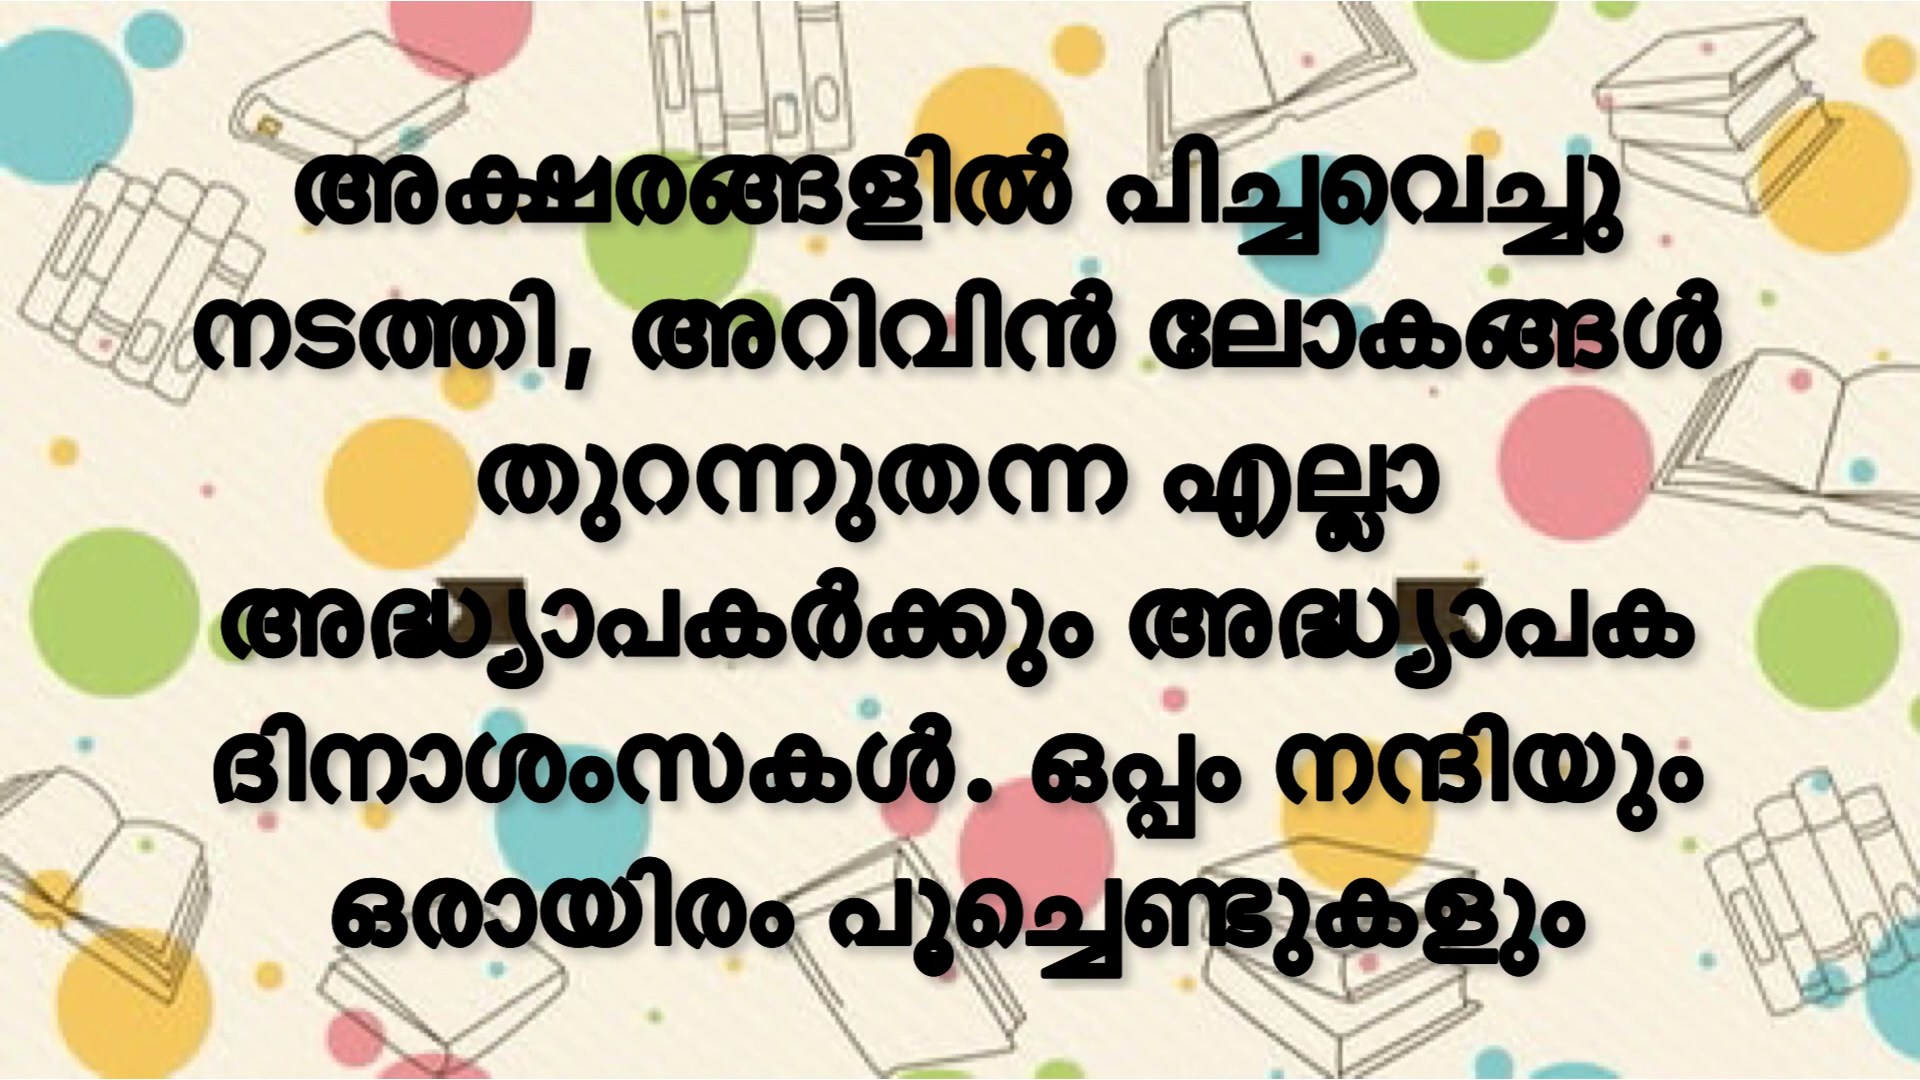 അക്ഷരങ്ങളിൽ പിച്ചവെച്ചു
നടത്തി, അറിവിൻ ലോകങ്ങൾ
തുറന്നുതന്ന എല്ലാ
അദ്ധ്യാപകർക്കും അദ്ധ്യാപക
ദിനാശംസകൾ. ഒപ്പം നന്ദിയും
ഒരായിരം പൂച്ചെണ്ടുകളും